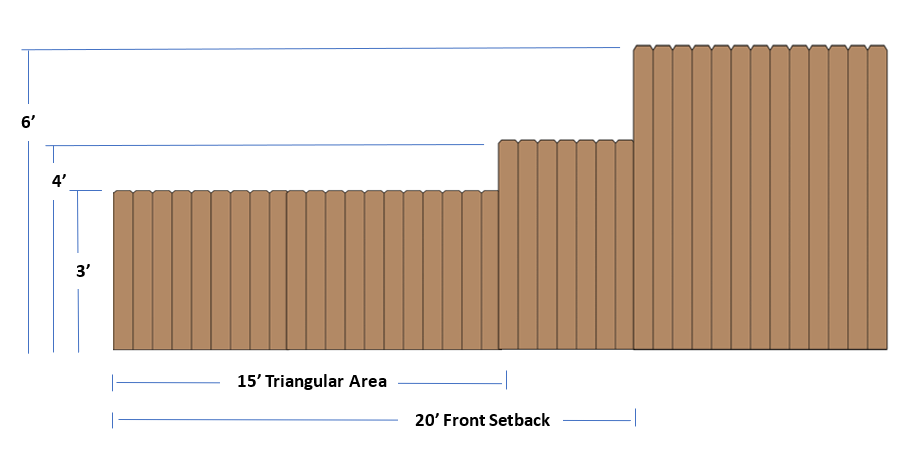 6’
4’
3’
15’ Triangular Area
20’ Front Setback